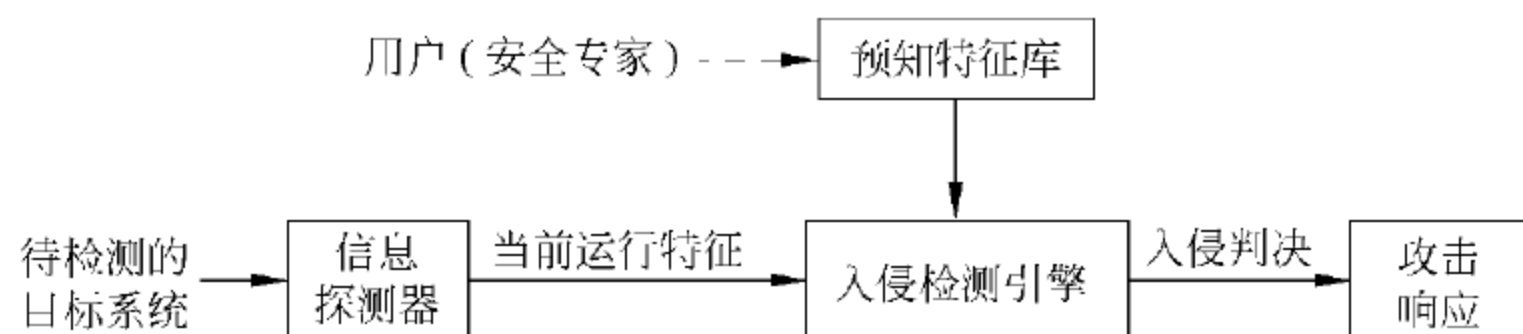 用户(安全专家)
预知特征库
待检测的
目标系统
信息
探测器
当前运行特征
入侵检测引擎
入侵判决
攻击
响应